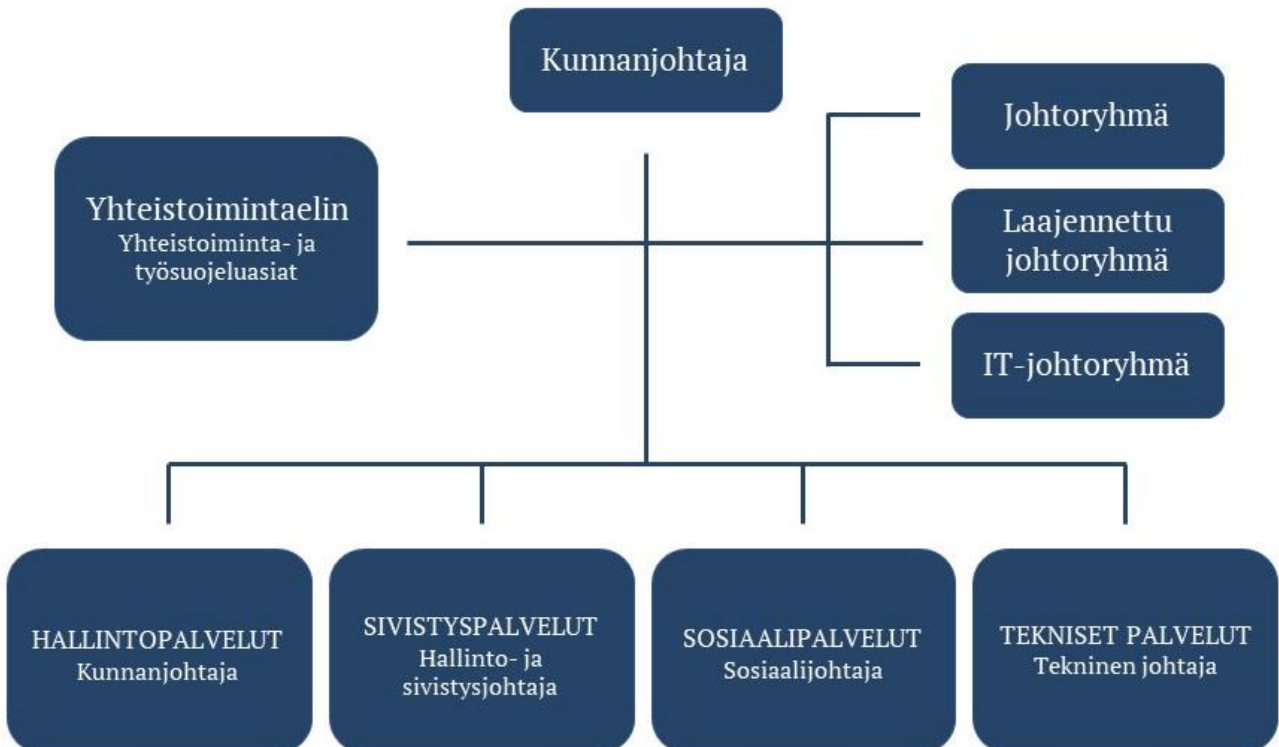 Kunnanjohtaja
Johtoryhmä
Yhteistoimintaelin
Yhteistoiminta- ja
työsuojeluasiat
Laajennettu
johtoryhmä
IT-johtoryhmä
HALLINTOPALVELUT
Kunnanjohtaja
SIVISTYSPALVELUT
Hallinto- ja
sivistysjohtaja
SOSIAALIPALVELUT
Sosiaalijohtaja
TEKNISET PALVELUT
Tekninen johtaja